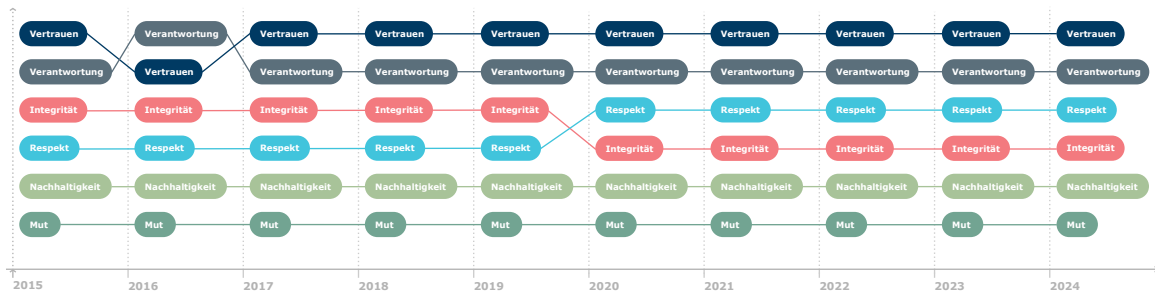 Vertrauen Verantwortung Vertrauen Vertrauen Vertrauen Vertrauen Vertrauen Vertrauen Vertrauen Vertrauen
Verantwortung Vertrauen Verantwortung Verantwortung Verantwortung Verantwortung Verantwortung Verantwortung Verantwortung Verantwortung
Integrität Integrität Integrität Integrität Integrität Respekt Respekt Respekt Respekt Respekt
Respekt Respekt Respekt Respekt Respekt Integrität Integrität Integrität Integrität Integrität
Nachhaltigkeit Nachhaltigkeit Nachhaltigkeit Nachhaltigkeit Nachhaltigkeit Nachhaltigkeit Nachhaltigkeit Nachhaltigkeit Nachhaltigkeit Nachhaltigkeit
Mut Mut Mut Mut Mut Mut Mut Mut Mut Mut
2015 2016 2017 2018 2019 2020 2021 2022 2023 2024